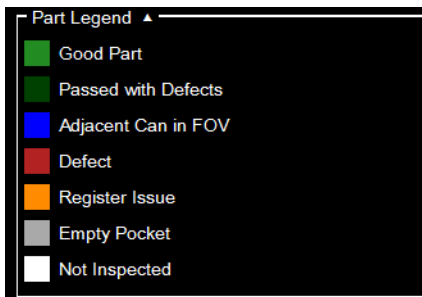 Part Legend ▲
Good Part
Passed with Defects
Adjacent Can in FOV
Defect
Register Issue
Empty Pocket
Not Inspected